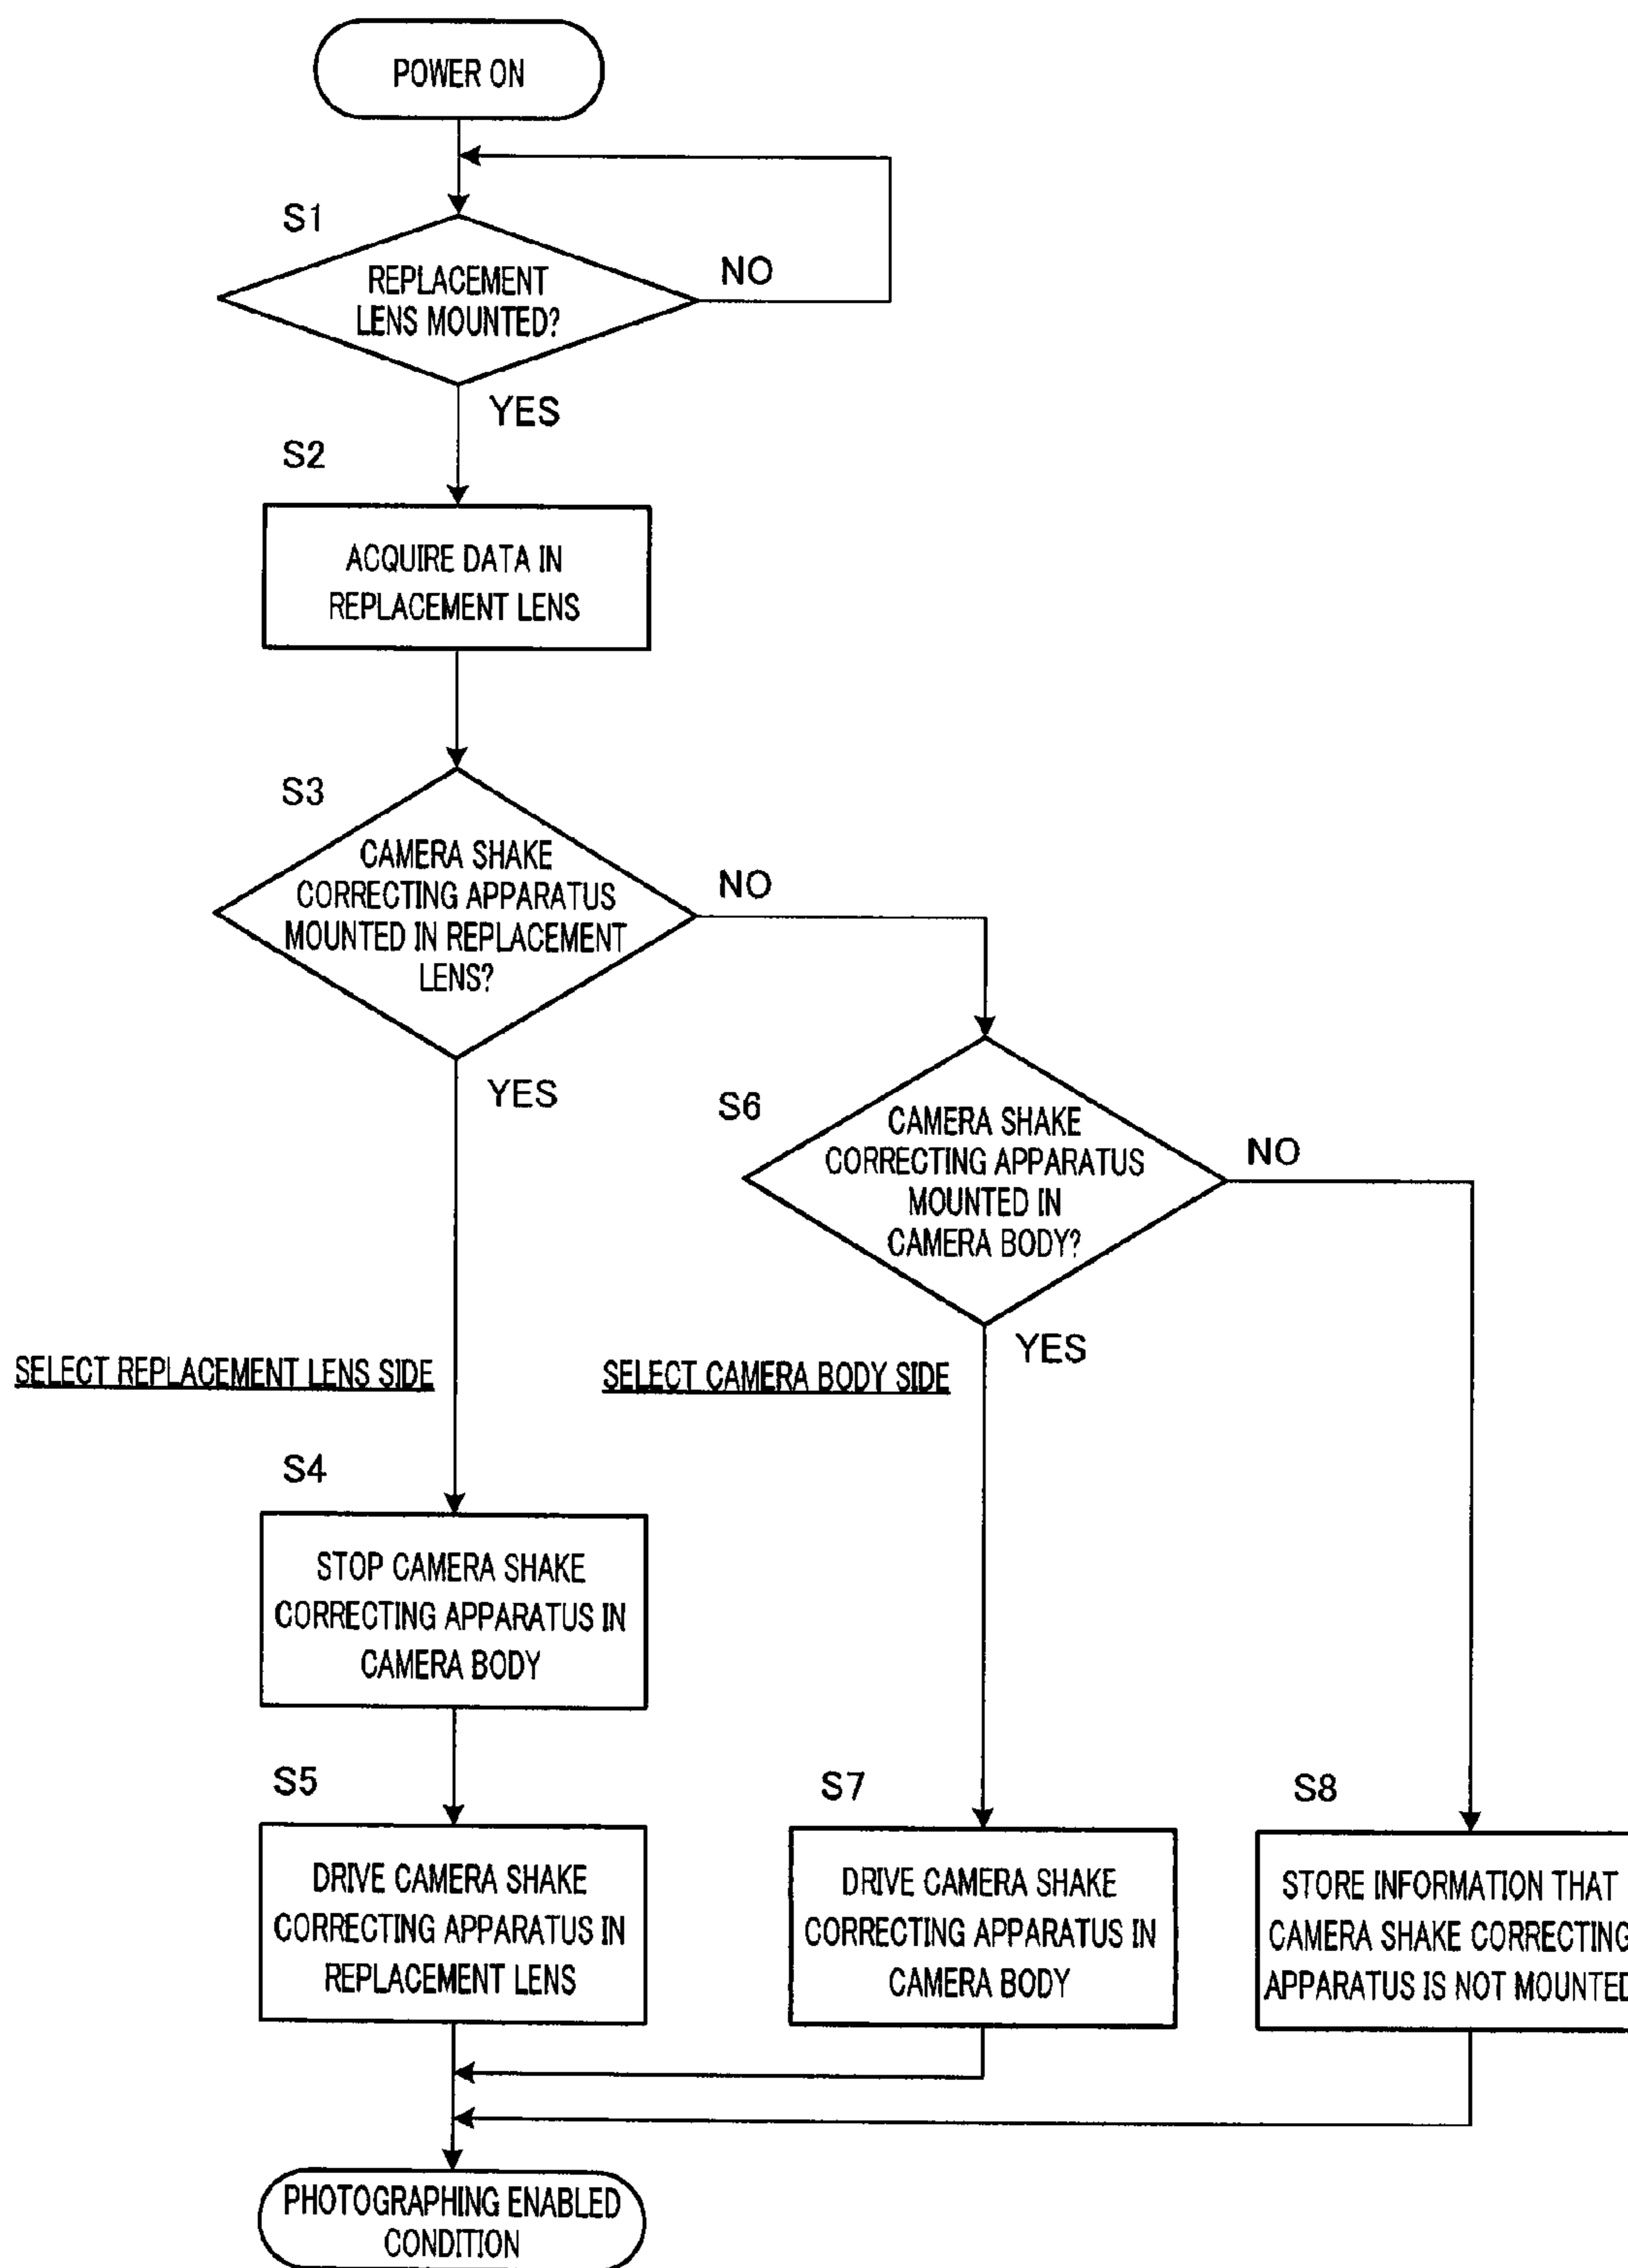 POWER ON
S1
REPLACEMENT
LENS MOUNTED?
NO
YES
S2
ACQUIRE DATA IN
REPLACEMENT LENS
S3
CAMERA SHAKE
CORRECTING APPARATUS
MOUNTED IN REPLACEMENT
LENS?
NO
YES
S6
CAMERA SHAKE
CORRECTING APPARATUS
MOUNTED IN
CAMERA BODY?
NO
YES
SELECT REPLACEMENT LENS SIDE
SELECT CAMERA BODY SIDE
S4
STOP CAMERA SHAKE
CORRECTING APPARATUS IN
CAMERA BODY
S5
DRIVE CAMERA SHAKE
CORRECTING APPARATUS IN
REPLACEMENT LENS
S7
DRIVE CAMERA SHAKE
CORRECTING APPARATUS IN
CAMERA BODY
S8
STORE INFORMATION THAT
CAMERA SHAKE CORRECTING
APPARATUS IS NOT MOUNTED
PHOTOGRAPHING ENABLED
CONDITION